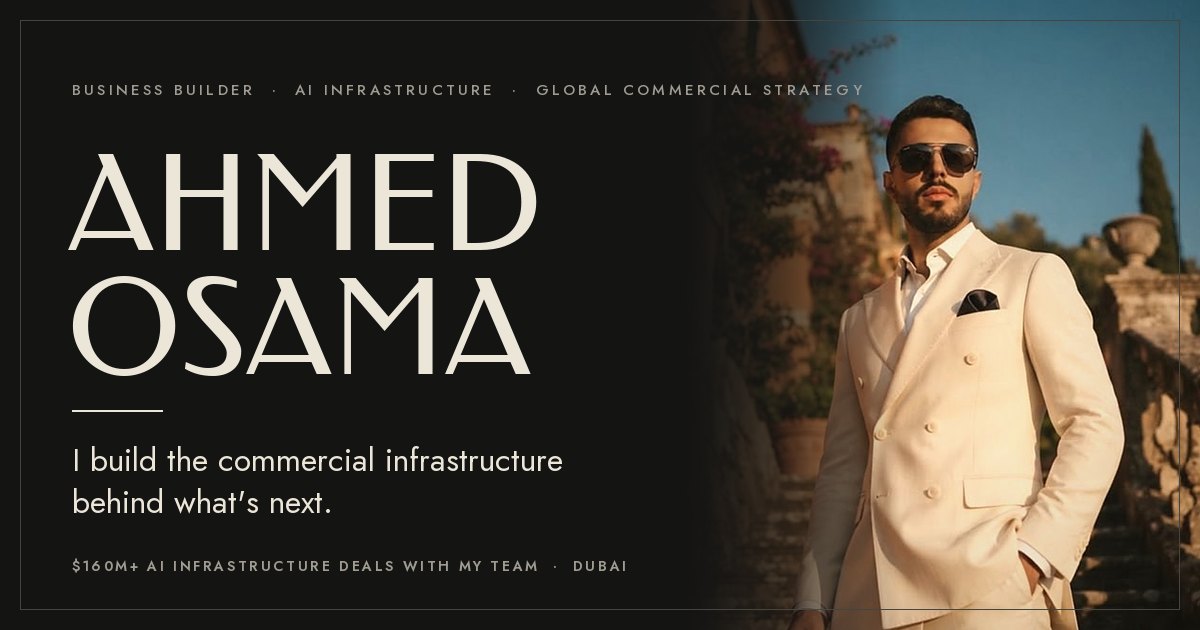 BUSINESS BUILDER · AI INFRASTRUCTURE · GLOBAL COMMERCIAL STRATEGY
AHMED
OSAMA
I build the commercial infrastructure
behind what's next.
$160M+ AI INFRASTRUCTURE DEALS WITH MY TEAM · DUBAI